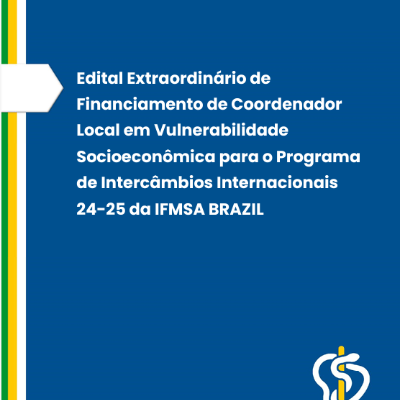 Edital Extraordinário de
Financiamento de Coordenador
Local em Vulnerabilidade
Socioeconômica para o Programa
de Intercâmbios Internacionais
24-25 da IFMSA BRAZIL